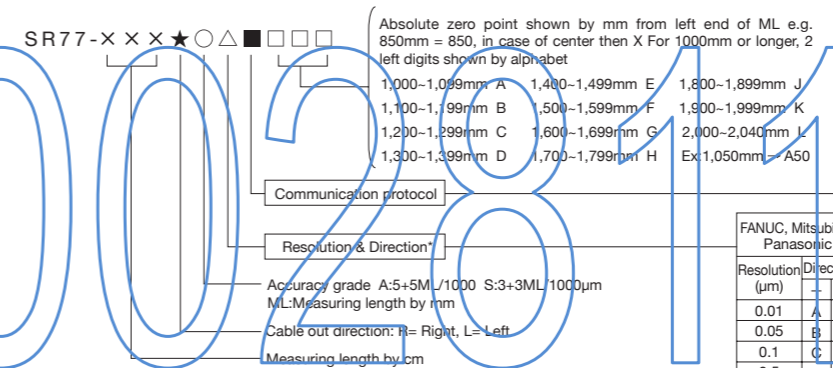 SR77-× × ×★○△■□□□
Absolute zero point shown by mm from left end of ML e.g.
850mm = 850, in case of center then X For 1000mm or longer, 2
left digits shown by alphabet
1,000~1,099mm A 1,400~1,499mm E 1,800~1,899mm J
1,100~1,199mm B 1,500~1,599mm F 1,900~1,999mm K
1,200~1,299mm C 1,600~1,699mm G 2,000~2,040mm L
1,300~1,399mm D 1,700~1,799mm H Ex:1,050mm→A50
Communication protocol
Resolution & Direction*
Accuracy grade A:5+5ML/1000 S:3+3ML/1000μm
ML:Measuring length by mm
Cable out direction: R= Right, L= Left
Measuring length by cm
FANUC, Mitsubi
Panasonic
Resolution Direc
(μm) –
0.01 A
0.05 B
0.1 C
002811